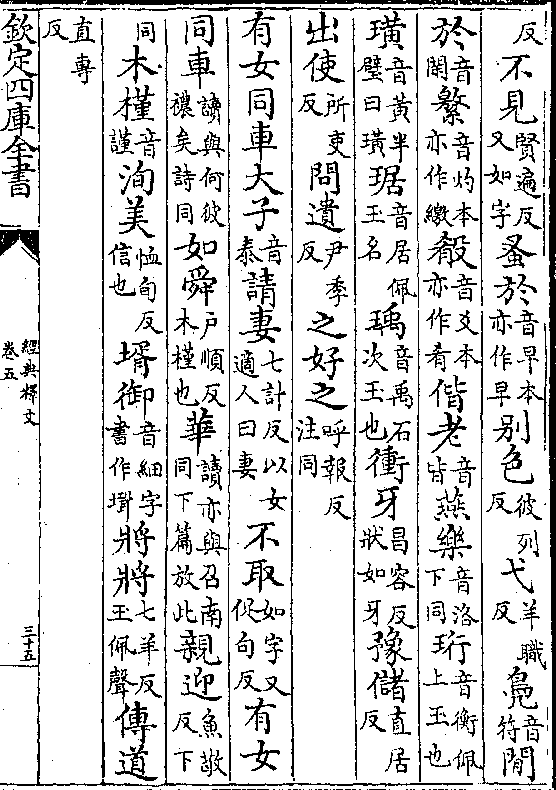 反不見賢遍反又如字蚤於音早本亦作早别色彼列反弋羊職反鳧音符閒
於音閑繁音灼本亦作繳殽音爻本亦作肴偕老音皆燕樂音洛下同珩音衡佩上玉也
璜音黄半璧曰璜琚音居佩玉名瑀音禹石次玉也衝牙昌容反狀如牙豫儲直居反
出使所吏反問遺尹季反之好之呼報反注同
有女同車大子音泰請妻七計反以女適人曰妻不取如字又促句反有女
同車讀與何彼襛矣詩同如舜户順反木槿也華讀亦與召南同下篇放此親迎魚敬反下
同木槿音謹洵美恤旬反信也壻御音細字書作聓將將七羊反玉佩聲傳道
直専反
欽定四庫全書
經典釋文
卷五
三十五